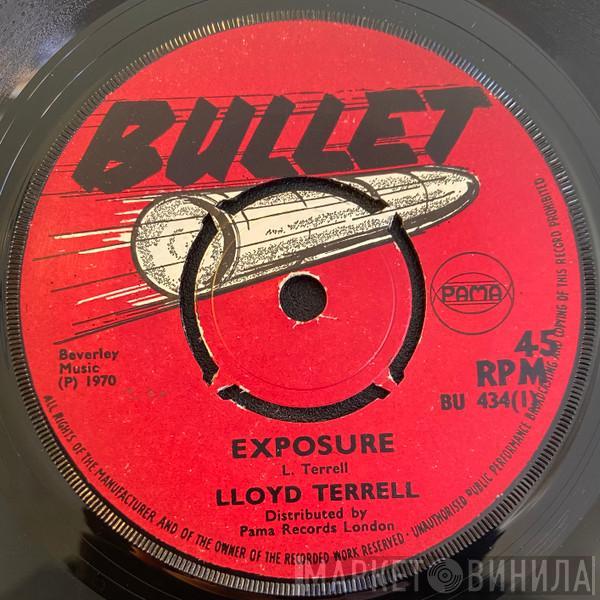 BULLET
PAMA
45
RPM
BU 434(1)
Beverley
Music
(P) 1970
EXPOSURE
L. Terrell
LLOYD TERRELL
Distributed by
Pama Records London
ALL RIGHTS OF THE MANUFACTURER AND OF THE OWNER OF THE RECORDED WORK RESERVED · UNAUTHORISED PUBLIC PERFORMANCE BROADCASTING AND COPYING OF THIS RECORD PROHIBITED
МАРКЕТ ВИНИЛА